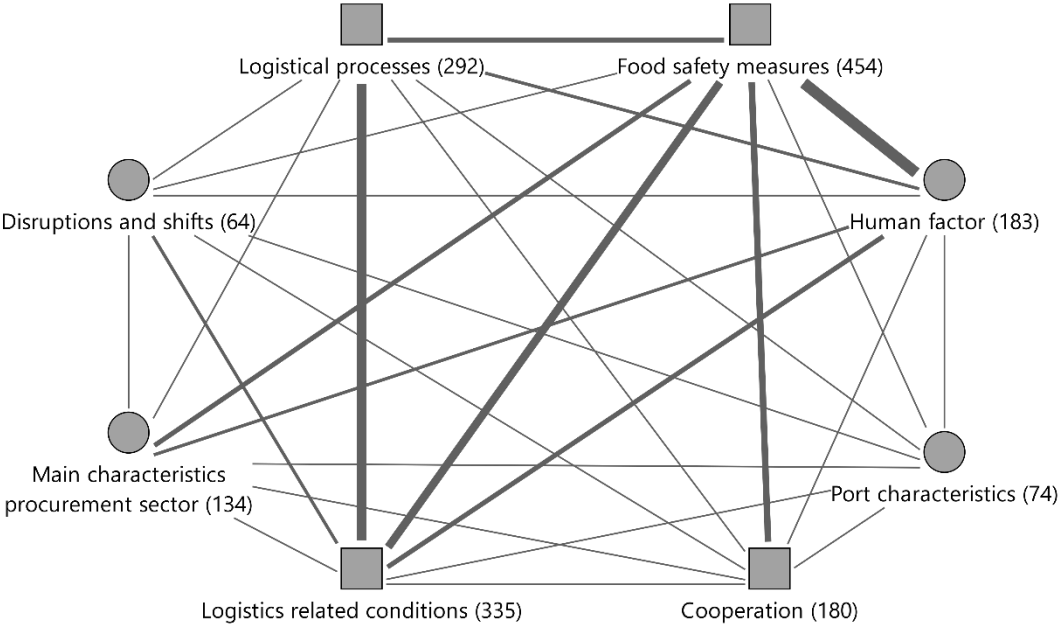 Logistical processes (292)
Food safety measures (454)
Disruptions and shifts (64)
Human factor (183)
Main characteristics
procurement sector (134)
Port characteristics (74)
Logistics related conditions (335)
Cooperation (180)